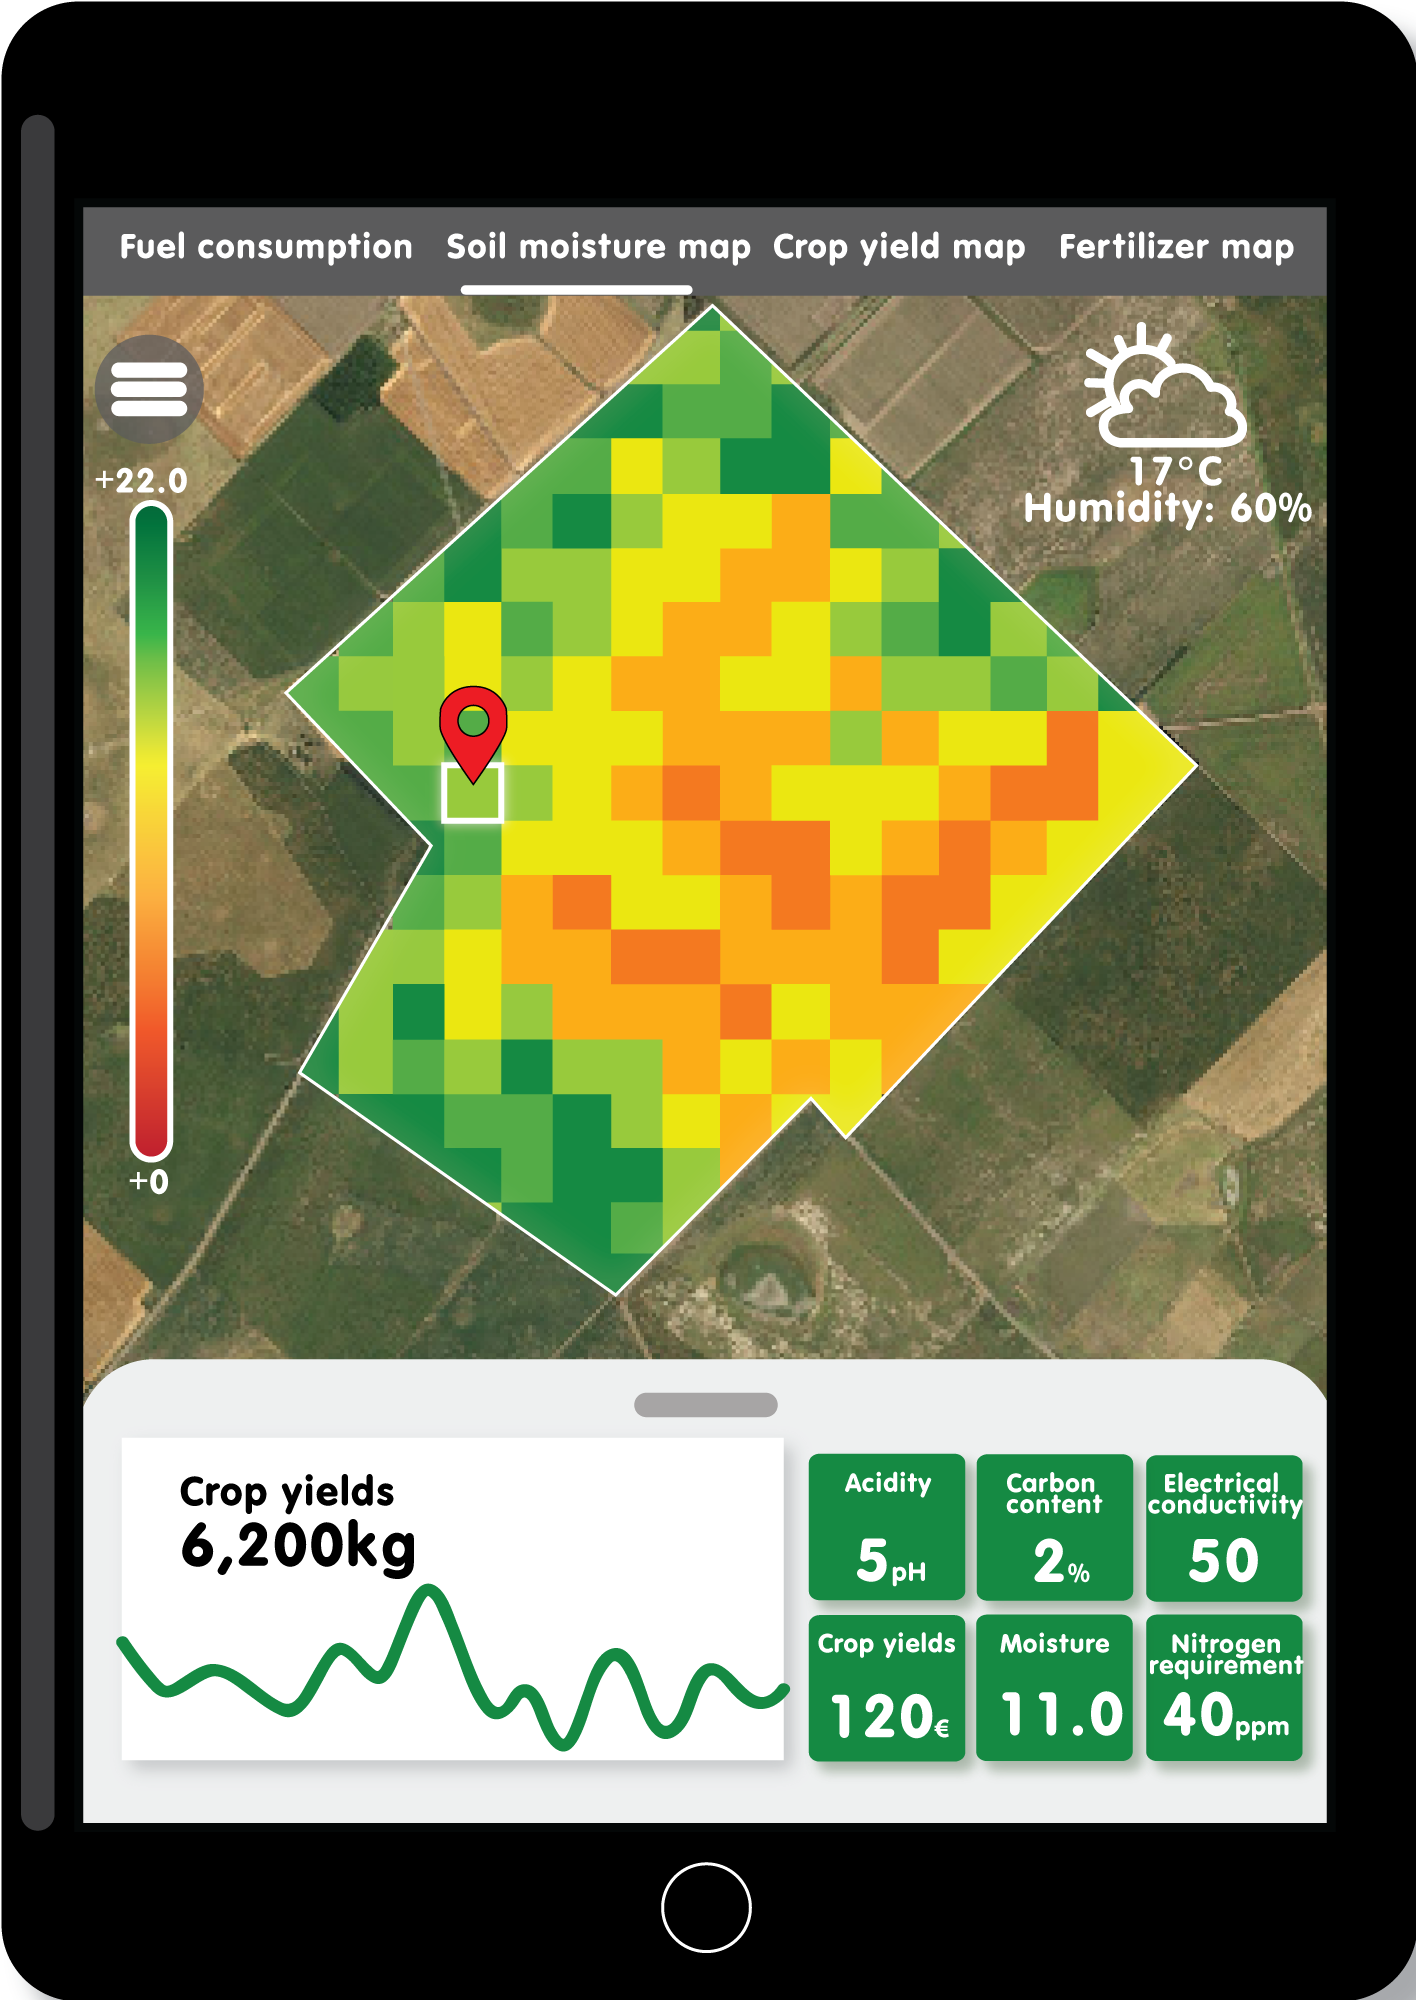 Fuel consumption
Soil moisture map
Crop yield map
Fertilizer map
17°C
Humidity: 60%
+22.0
+0
Crop yields
6,200kg
Acidity
5pH
Carbon
content
2%
Electrical
conductivity
50
Crop yields
120€
Moisture
11.0
Nitrogen
requirement
40ppm